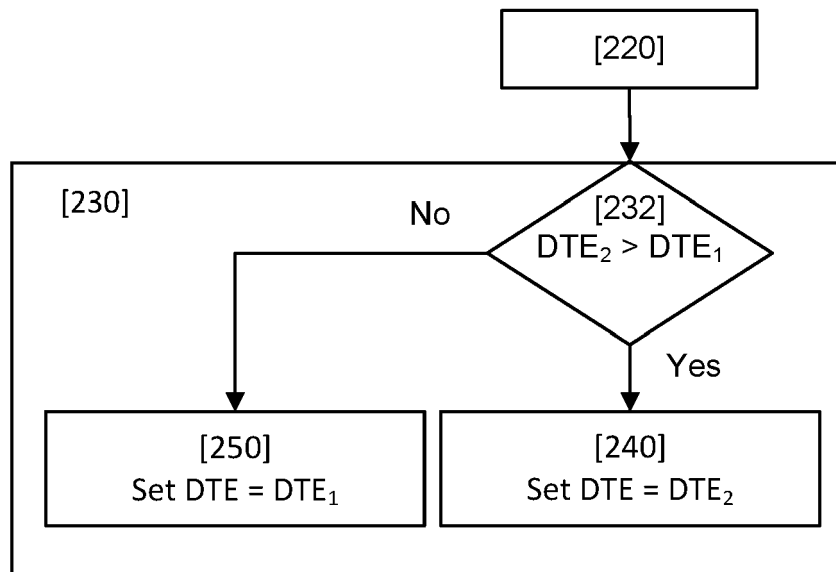 [220]
[230]
No
[232]
DTE₂ > DTE₁
Yes
[250]
Set DTE = DTE₁
[240]
Set DTE = DTE₂